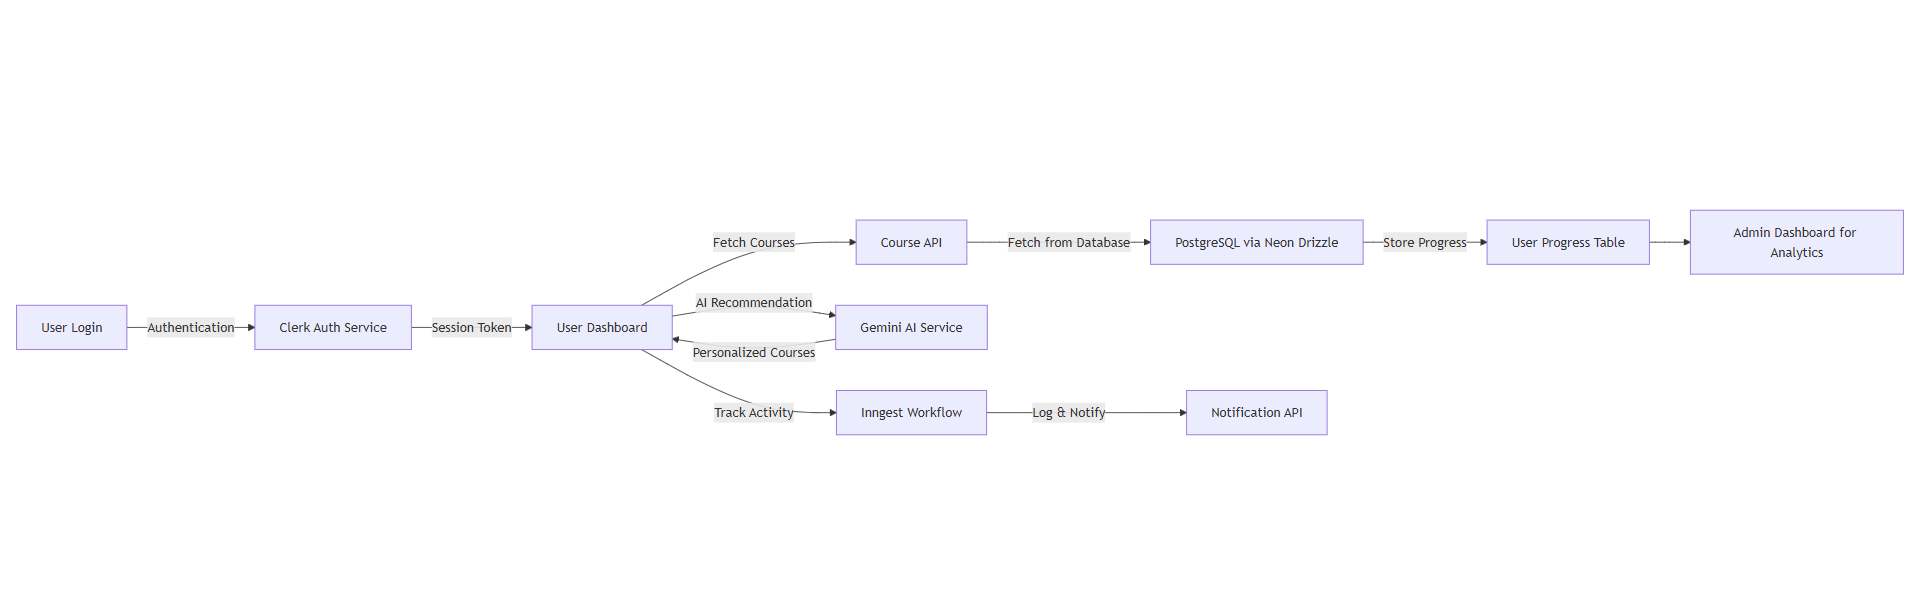 User Login
Authentication
Clerk Auth Service
Session Token
User Dashboard
Fetch Courses
Course API
Fetch from Database
PostgreSQL via Neon Drizzle
Store Progress
User Progress Table
Admin Dashboard for
Analytics
AI Recommendation
Gemini AI Service
Personalized Courses
Track Activity
Inngest Workflow
Log & Notify
Notification API